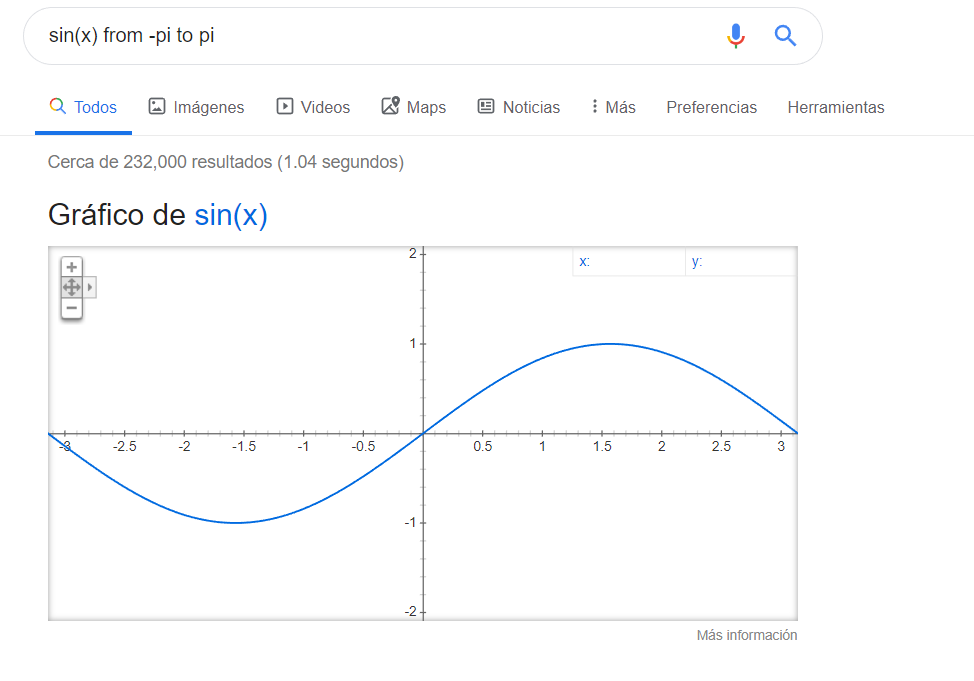 sin(x) from -pi to pi
Todos Imágenes Videos Maps Noticias Más Preferencias Herramientas
Cerca de 232,000 resultados (1.04 segundos)
Gráfico de sin(x)
2 x: y:
1
-3 -2.5 -2 -1.5 -1 -0.5 0.5 1 1.5 2 2.5 3
-1
-2
Más información